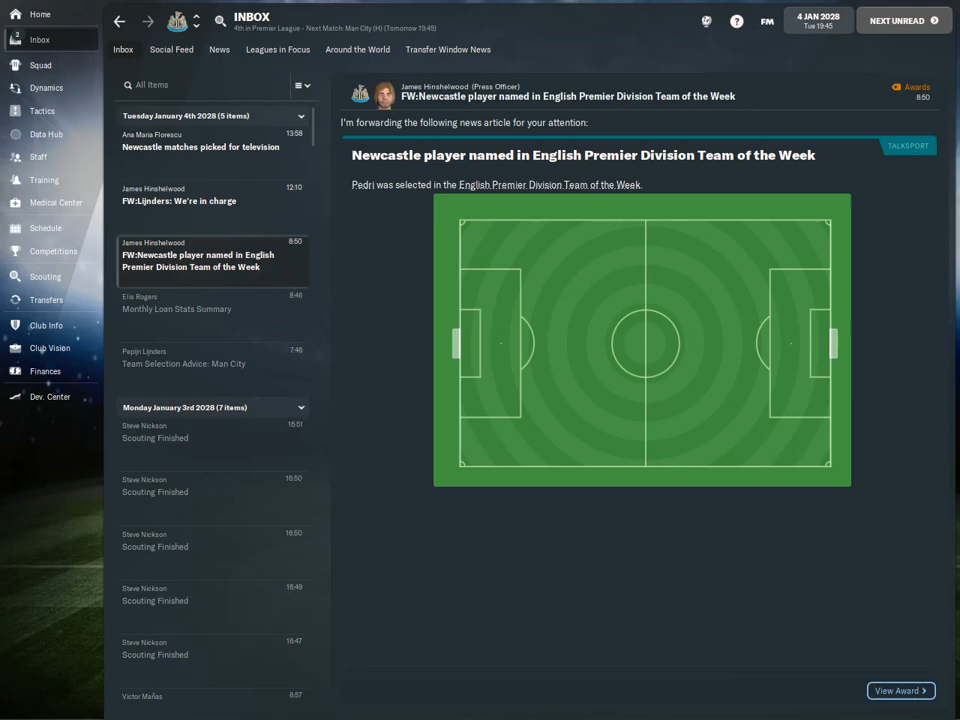 Home
2
Inbox
Squad
Dynamics
Tactics
Data Hub
Staff
Training
Medical Center
Schedule
Competitions
Scouting
Transfers
Club Info
Club Vision
Finances
Dev. Center
INBOX
4th in Premier League - Next Match: Man City (H) (Tomorrow 19:45)
?
FM
4 JAN 2028
Tue 19:45
NEXT UNREAD
Inbox
Social Feed
News
Leagues in Focus
Around the World
Transfer Window News
All Items
Tuesday January 4th 2028 (5 items)
Ana Maria Florescu 13:58
Newcastle matches picked for television
James Hinshelwood 12:10
FW:Lijnders: We're in charge
James Hinshelwood 8:50
FW:Newcastle player named in English
Premier Division Team of the Week
Elis Rogers 8:46
Monthly Loan Stats Summary
Pepijn Lijnders 7:46
Team Selection Advice: Man City
Monday January 3rd 2028 (7 items)
Steve Nickson 16:51
Scouting Finished
Steve Nickson 16:50
Scouting Finished
Steve Nickson 16:50
Scouting Finished
Steve Nickson 16:49
Scouting Finished
Steve Nickson 16:47
Scouting Finished
Victor Mañas 8:57
James Hinshelwood (Press Officer)
FW:Newcastle player named in English Premier Division Team of the Week
Awards
8:50
I'm forwarding the following news article for your attention:
TALKSPORT
Newcastle player named in English Premier Division Team of the Week
Pedri was selected in the English Premier Division Team of the Week.
View Award